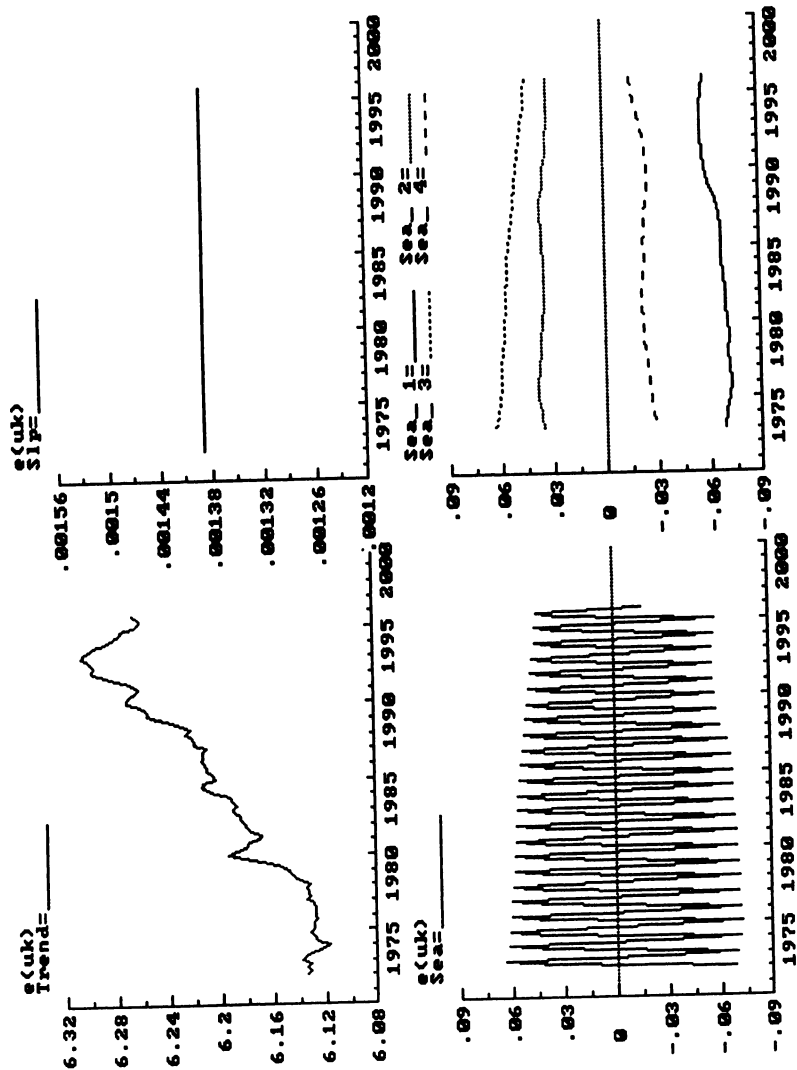 e(uk)
Trend=
6.32
6.28
6.24
6.2
6.16
6.12
6.08
1975 1980 1985 1990 1995 2000
e(uk)
Slp=
.00156
.0015
.00144
.00138
.00132
.00126
.0012
1975 1980 1985 1990 1995 2000
e(uk)
Sea=
.09
.06
.03
0
-.03
-.06
-.09
1975 1980 1985 1990 1995 2000
Sea_ 1= Sea_ 2=
Sea_ 3= Sea_ 4=
.09
.06
.03
0
-.03
-.06
-.09
1975 1980 1985 1990 1995 2000